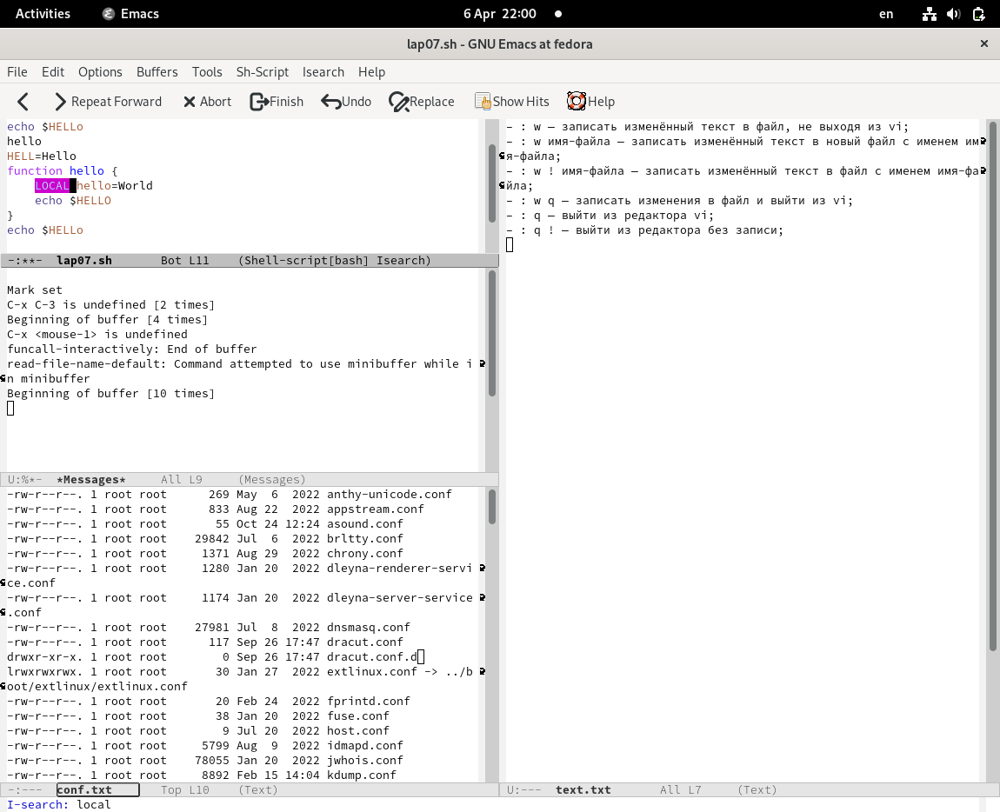 Activities Emacs 6 Apr 22:00 en
lap07.sh - GNU Emacs at fedora ×
File Edit Options Buffers Tools Sh-Script Isearch Help
Repeat Forward Abort Finish Undo Replace Show Hits Help
echo $HELLo
hello
HELL=Hello
function hello {
    LOCAL hello=World
    echo $HELLO
}
echo $HELLo
-:**-  lap07.sh       Bot L11    (Shell-script[bash] Isearch)
Mark set
C-x C-3 is undefined [2 times]
Beginning of buffer [4 times]
C-x <mouse-1> is undefined
funcall-interactively: End of buffer
read-file-name-default: Command attempted to use minibuffer while i
n minibuffer
Beginning of buffer [10 times]
U:%*-  *Messages*     All L9     (Messages)
-rw-r--r--. 1 root root      269 May  6  2022 anthy-unicode.conf
-rw-r--r--. 1 root root      833 Aug 22  2022 appstream.conf
-rw-r--r--. 1 root root       55 Oct 24 12:24 asound.conf
-rw-r--r--. 1 root root    29842 Jul  6  2022 brltty.conf
-rw-r--r--. 1 root root     1371 Aug 29  2022 chrony.conf
-rw-r--r--. 1 root root     1280 Jan 20  2022 dleyna-renderer-servi
ce.conf
-rw-r--r--. 1 root root     1174 Jan 20  2022 dleyna-server-service
.conf
-rw-r--r--. 1 root root    27981 Jul  8  2022 dnsmasq.conf
-rw-r--r--. 1 root root      117 Sep 26 17:47 dracut.conf
drwxr-xr-x. 1 root root        0 Sep 26 17:47 dracut.conf.d
lrwxrwxrwx. 1 root root       30 Jan 27  2022 extlinux.conf -> ../b
oot/extlinux/extlinux.conf
-rw-r--r--. 1 root root       20 Feb 24  2022 fprintd.conf
-rw-r--r--. 1 root root       38 Jan 20  2022 fuse.conf
-rw-r--r--. 1 root root        9 Jul 20  2022 host.conf
-rw-r--r--. 1 root root     5799 Aug  9  2022 idmapd.conf
-rw-r--r--. 1 root root    78055 Jan 20  2022 jwhois.conf
-rw-r--r--. 1 root root     8892 Feb 15 14:04 kdump.conf
-:---  conf.txt       Top L10    (Text)
– : w – записать изменённый текст в файл, не выходя из vi;
– : w имя-файла – записать изменённый текст в новый файл с именем им
я-файла;
– : w ! имя-файла – записать изменённый текст в файл с именем имя-фа
йла;
– : w q – записать изменения в файл и выйти из vi;
– : q – выйти из редактора vi;
– : q ! – выйти из редактора без записи;
U:---  text.txt       All L7     (Text)
I-search: local